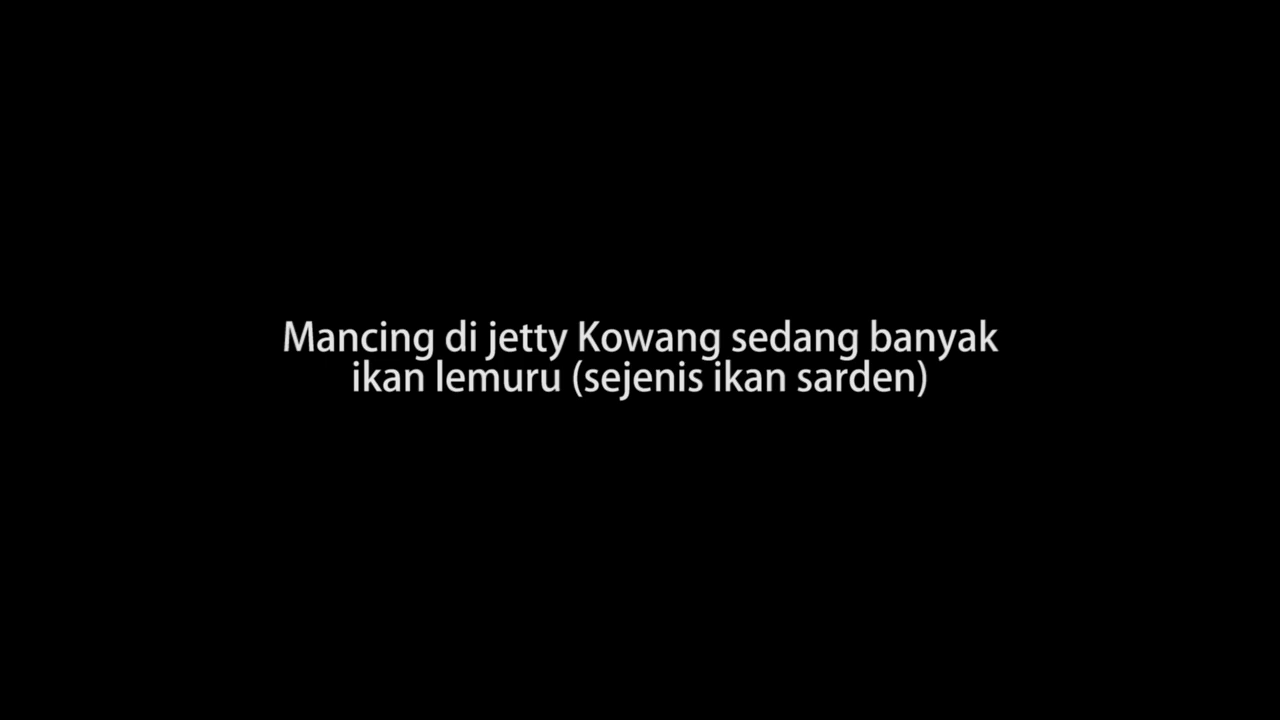 Mancing di jetty Kowang sedang banyak
ikan lemuru (sejenis ikan sarden)